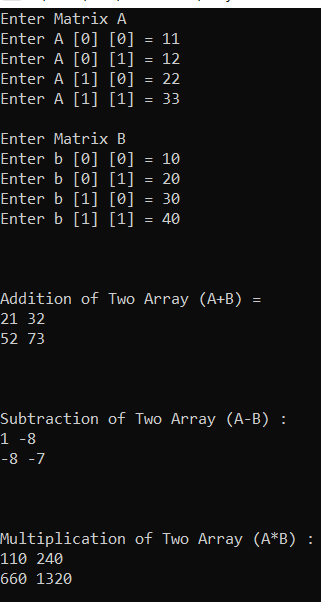 Enter Matrix A
Enter A [0] [0] = 11
Enter A [0] [1] = 12
Enter A [1] [0] = 22
Enter A [1] [1] = 33
Enter Matrix B
Enter b [0] [0] = 10
Enter b [0] [1] = 20
Enter b [1] [0] = 30
Enter b [1] [1] = 40
Addition of Two Array (A+B) =
21 32
52 73
Subtraction of Two Array (A-B) :
1 -8
-8 -7
Multiplication of Two Array (A*B) :
110 240
660 1320